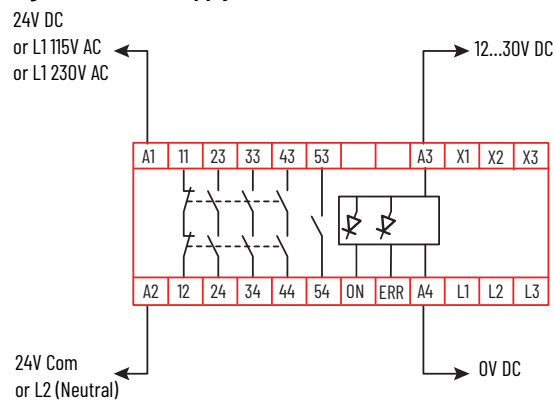 24V DC
or L1 115V AC
or L1 230V AC
12...30V DC
A1 11 23 33 43 53 A3 X1 X2 X3
A2 12 24 34 44 54 ON ERR A4 L1 L2 L3
24V Com
or L2 (Neutral)
0V DC